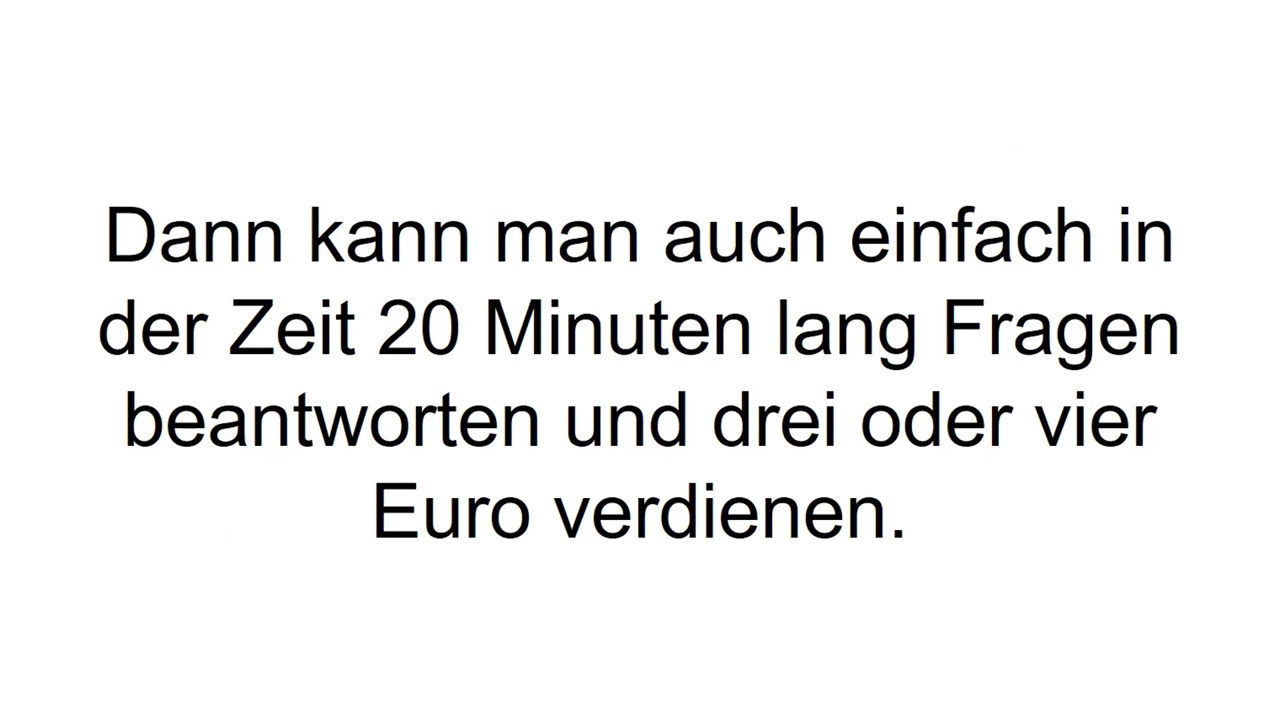 Dann kann man auch einfach in
der Zeit 20 Minuten lang Fragen
beantworten und drei oder vier
Euro verdienen.